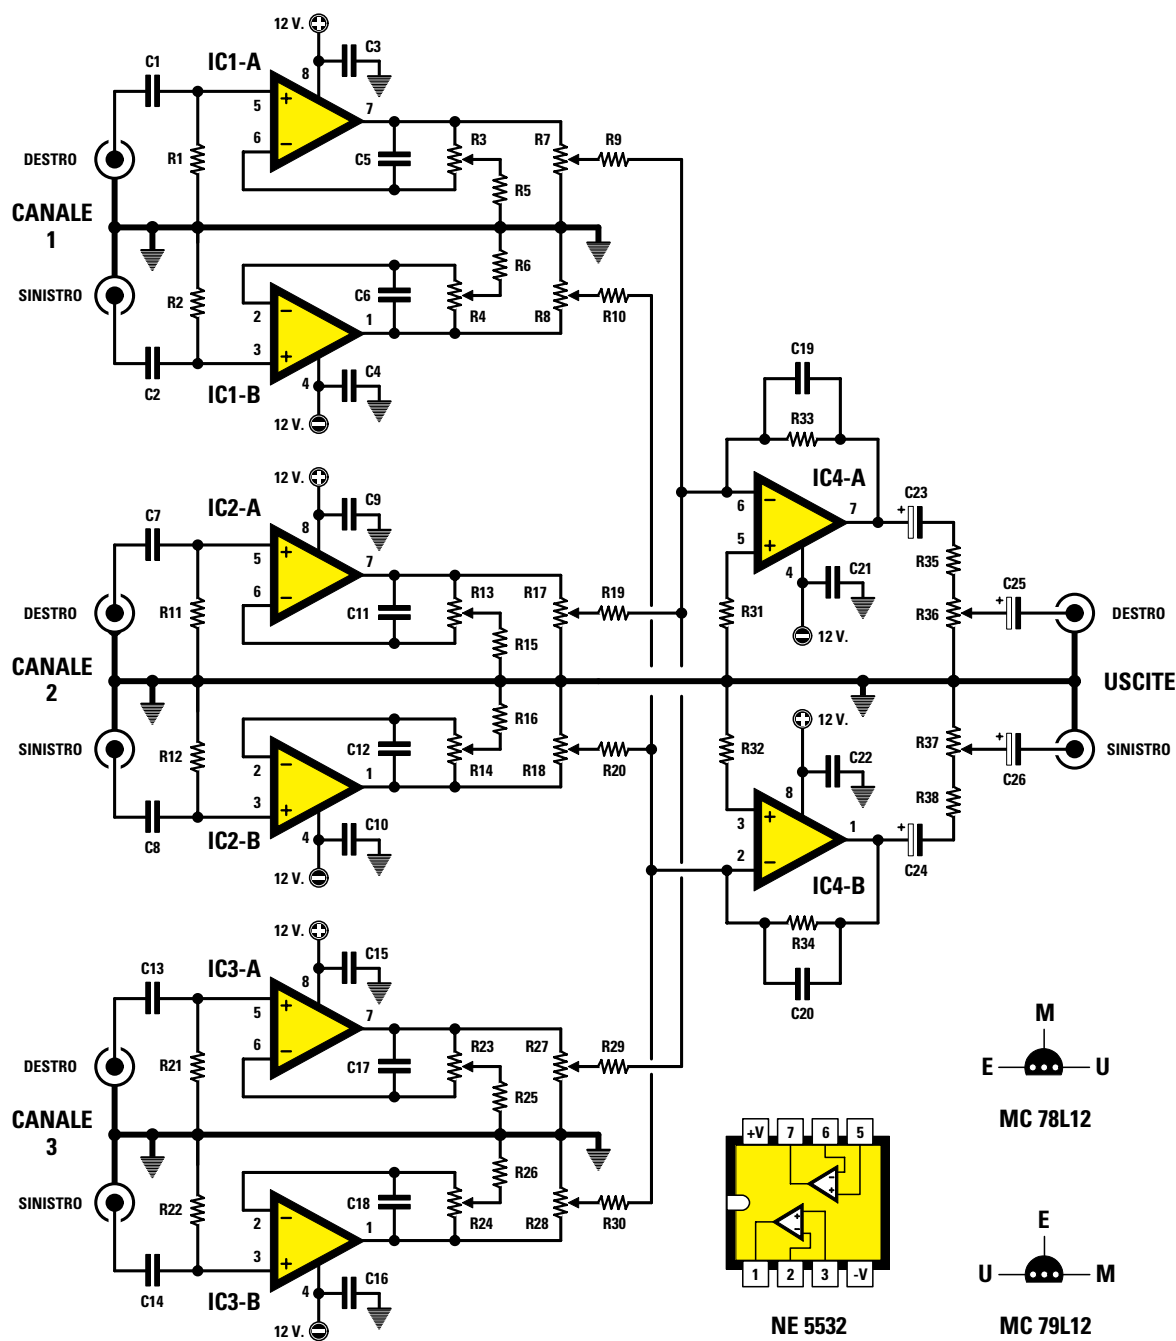 12 V.
C3
C1
IC1-A
8
5
7
6
R3
R7
R9
DESTRO
R1
C5
R5
CANALE
1
R6
SINISTRO
R2
C6
R4
R8
R10
2
1
3
C2
IC1-B
4
C4
12 V.
C19
R33
12 V.
C9
C7
IC2-A
8
5
7
6
R13
R17
R19
DESTRO
R11
C11
R15
CANALE
2
R16
SINISTRO
R12
C12
R14
R18
R20
2
1
3
C8
IC2-B
4
C10
12 V.
IC4-A
6
7
5
4
C23
+
C21
R35
R31
12 V.
R36
C25
+
DESTRO
USCITE
12 V.
R32
R37
+
C26
SINISTRO
C22
8
R38
3
1
2
+
C24
IC4-B
R34
C20
12 V.
C15
C13
IC3-A
8
5
7
6
R23
R27
R29
DESTRO
R21
C17
R25
CANALE
3
R26
SINISTRO
R22
C18
R24
R28
R30
2
1
3
C14
IC3-B
4
C16
12 V.
+V 7 6 5
1 2 3 -V
NE 5532
M
E U
MC 78L12
E
U M
MC 79L12